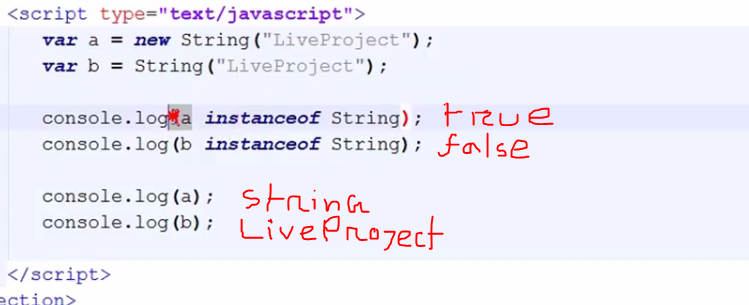 <script type="text/javascript">
var a = new String("LiveProject");
var b = String("LiveProject");
console.log(a instanceof String); true
console.log(b instanceof String); false
console.log(a); String
console.log(b); LiveProject
</script>
ection>